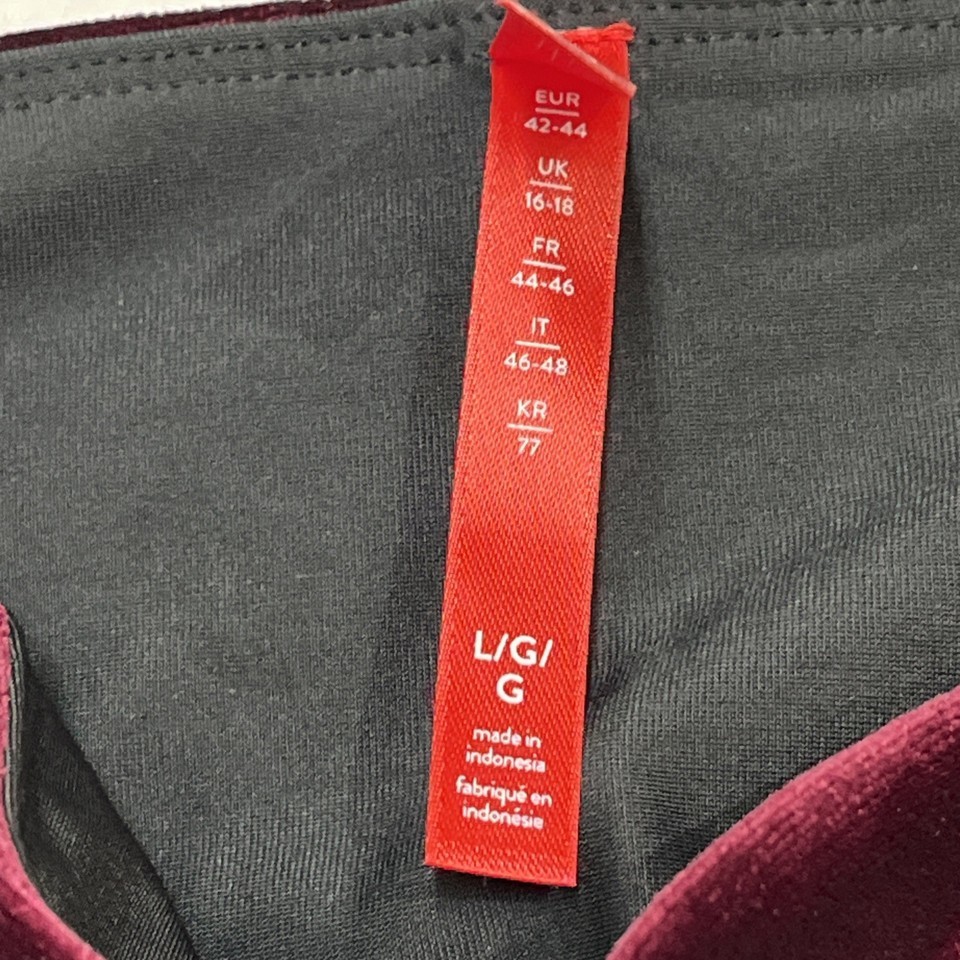 EUR
42-44
UK
16-18
FR
44-46
IT
46-48
KR
77
L/G/
G
made in
indonesia
fabriqué en
indonésie